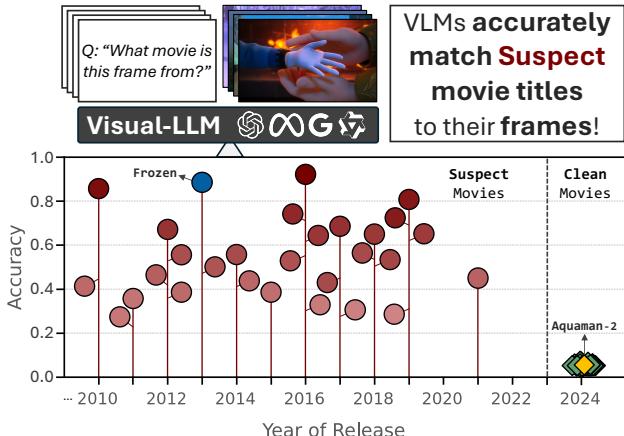 Q: “What movie is
this frame from?”
VLMs accurately
match Suspect
movie titles
to their frames!
Visual-LLM
1.0
0.8
0.6
0.4
0.2
0.0
Accuracy
Frozen
Suspect
Movies
Clean
Movies
Aquaman-2
... 2010 2012 2014 2016 2018 2020 2022 2024
Year of Release